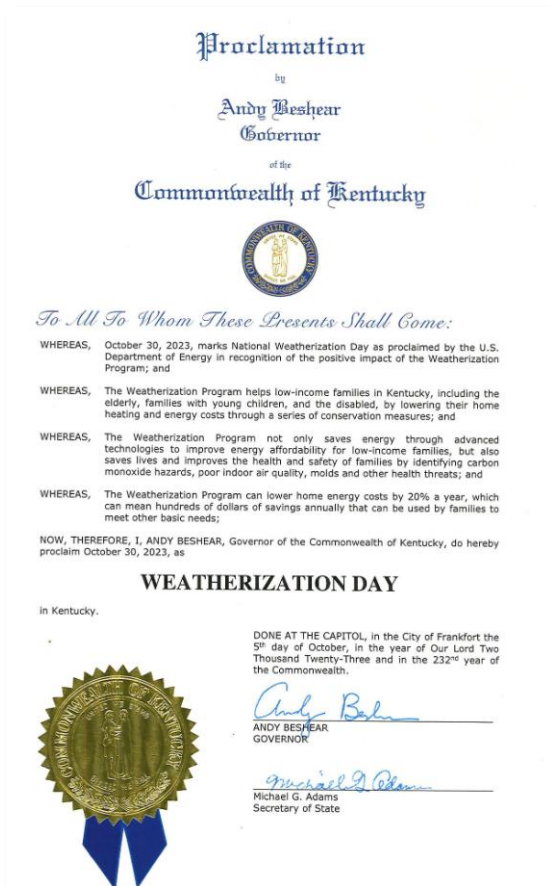 Proclamation
by
Andy Beshear
Governor
of the
Commonwealth of Kentucky
COMMONWEALTH OF KENTUCKY
To All To Whom These Presents Shall Come:
WHEREAS, October 30, 2023, marks National Weatherization Day as proclaimed by the U.S.
Department of Energy in recognition of the positive impact of the Weatherization
Program; and
WHEREAS, The Weatherization Program helps low-income families in Kentucky, including the
elderly, families with young children, and the disabled, by lowering their home
heating and energy costs through a series of conservation measures; and
WHEREAS, The Weatherization Program not only saves energy through advanced
technologies to improve energy affordability for low-income families, but also
saves lives and improves the health and safety of families by identifying carbon
monoxide hazards, poor indoor air quality, molds and other health threats; and
WHEREAS, The Weatherization Program can lower home energy costs by 20% a year, which
can mean hundreds of dollars of savings annually that can be used by families to
meet other basic needs;
NOW, THEREFORE, I, ANDY BESHEAR, Governor of the Commonwealth of Kentucky, do hereby
proclaim October 30, 2023, as
WEATHERIZATION DAY
in Kentucky.
DONE AT THE CAPITOL, in the City of Frankfort the
5th day of October, in the year of Our Lord Two
Thousand Twenty-Three and in the 232nd year of
the Commonwealth.
Andy Beshear
ANDY BESHEAR
GOVERNOR
Michael G. Adams
Michael G. Adams
Secretary of State
COMMONWEALTH OF KENTUCKY